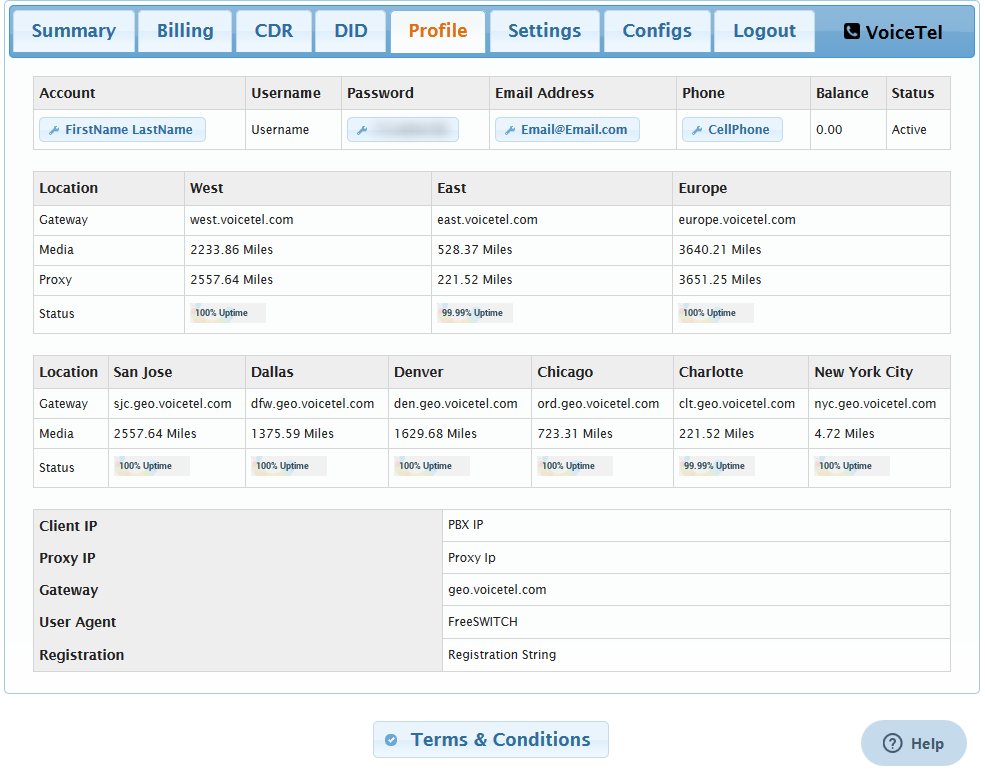 Summary Billing CDR DID Profile Settings Configs Logout VoiceTel
Account Username Password Email Address Phone Balance Status
FirstName LastName Username Email@Email.com CellPhone 0.00 Active
Location West East Europe
Gateway west.voicetel.com east.voicetel.com europe.voicetel.com
Media 2233.86 Miles 528.37 Miles 3640.21 Miles
Proxy 2557.64 Miles 221.52 Miles 3651.25 Miles
Status 100% Uptime 99.99% Uptime 100% Uptime
Location San Jose Dallas Denver Chicago Charlotte New York City
Gateway sjc.geo.voicetel.com dfw.geo.voicetel.com den.geo.voicetel.com ord.geo.voicetel.com clt.geo.voicetel.com nyc.geo.voicetel.com
Media 2557.64 Miles 1375.59 Miles 1629.68 Miles 723.31 Miles 221.52 Miles 4.72 Miles
Status 100% Uptime 100% Uptime 100% Uptime 100% Uptime 99.99% Uptime 100% Uptime
Client IP PBX IP
Proxy IP Proxy Ip
Gateway geo.voicetel.com
User Agent FreeSWITCH
Registration Registration String
Terms & Conditions
Help